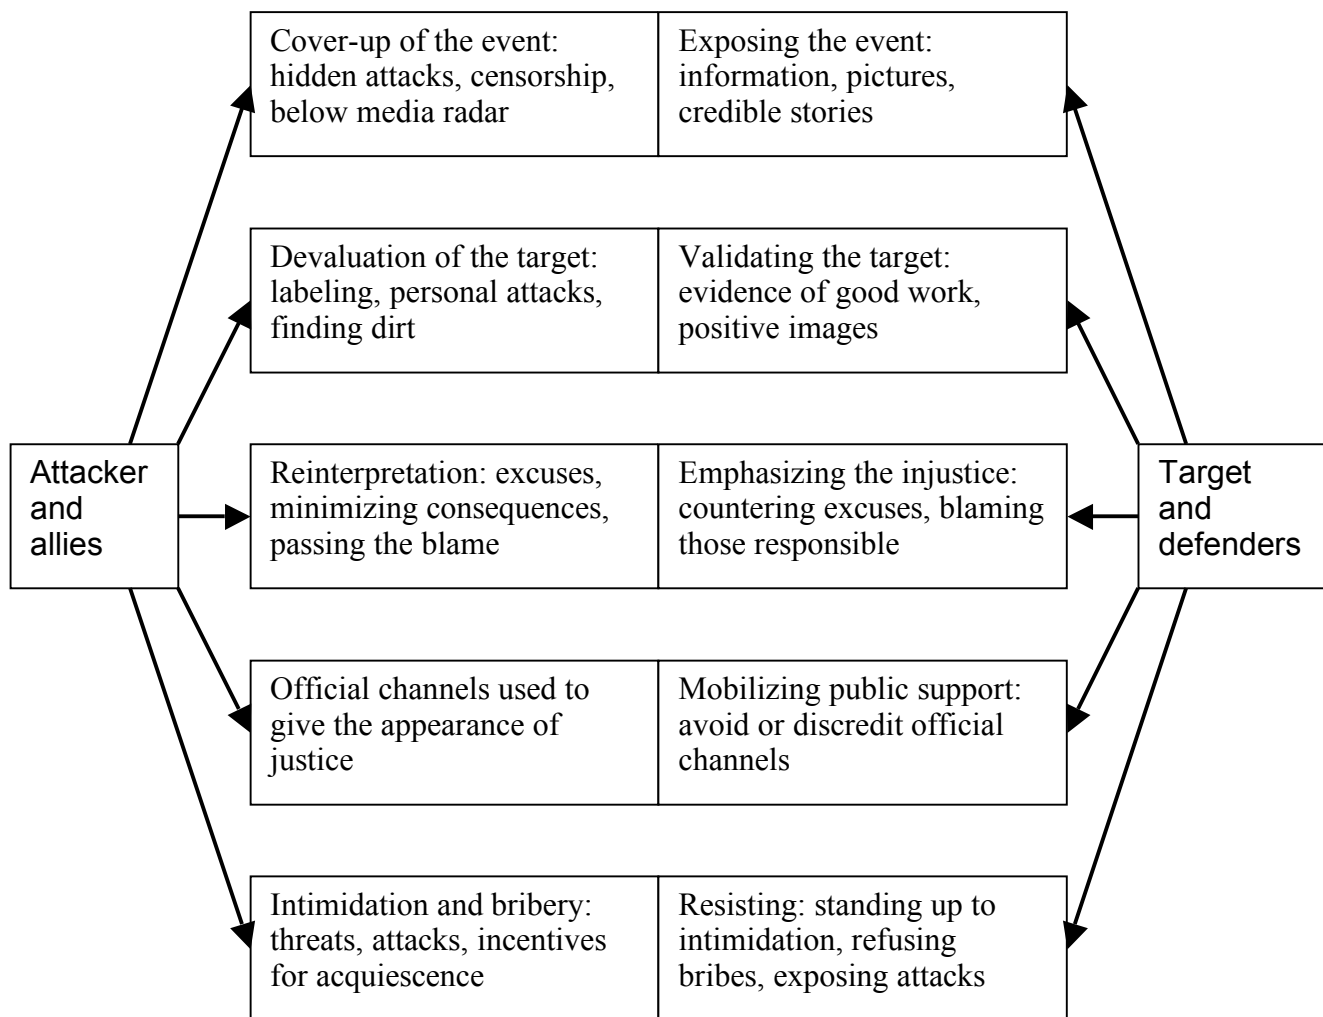 Cover-up of the event:
hidden attacks, censorship,
below media radar
Exposing the event:
information, pictures,
credible stories
Devaluation of the target:
labeling, personal attacks,
finding dirt
Validating the target:
evidence of good work,
positive images
Attacker
and
allies
Reinterpretation: excuses,
minimizing consequences,
passing the blame
Emphasizing the injustice:
countering excuses, blaming
those responsible
Target
and
defenders
Official channels used to
give the appearance of
justice
Mobilizing public support:
avoid or discredit official
channels
Intimidation and bribery:
threats, attacks, incentives
for acquiescence
Resisting: standing up to
intimidation, refusing
bribes, exposing attacks